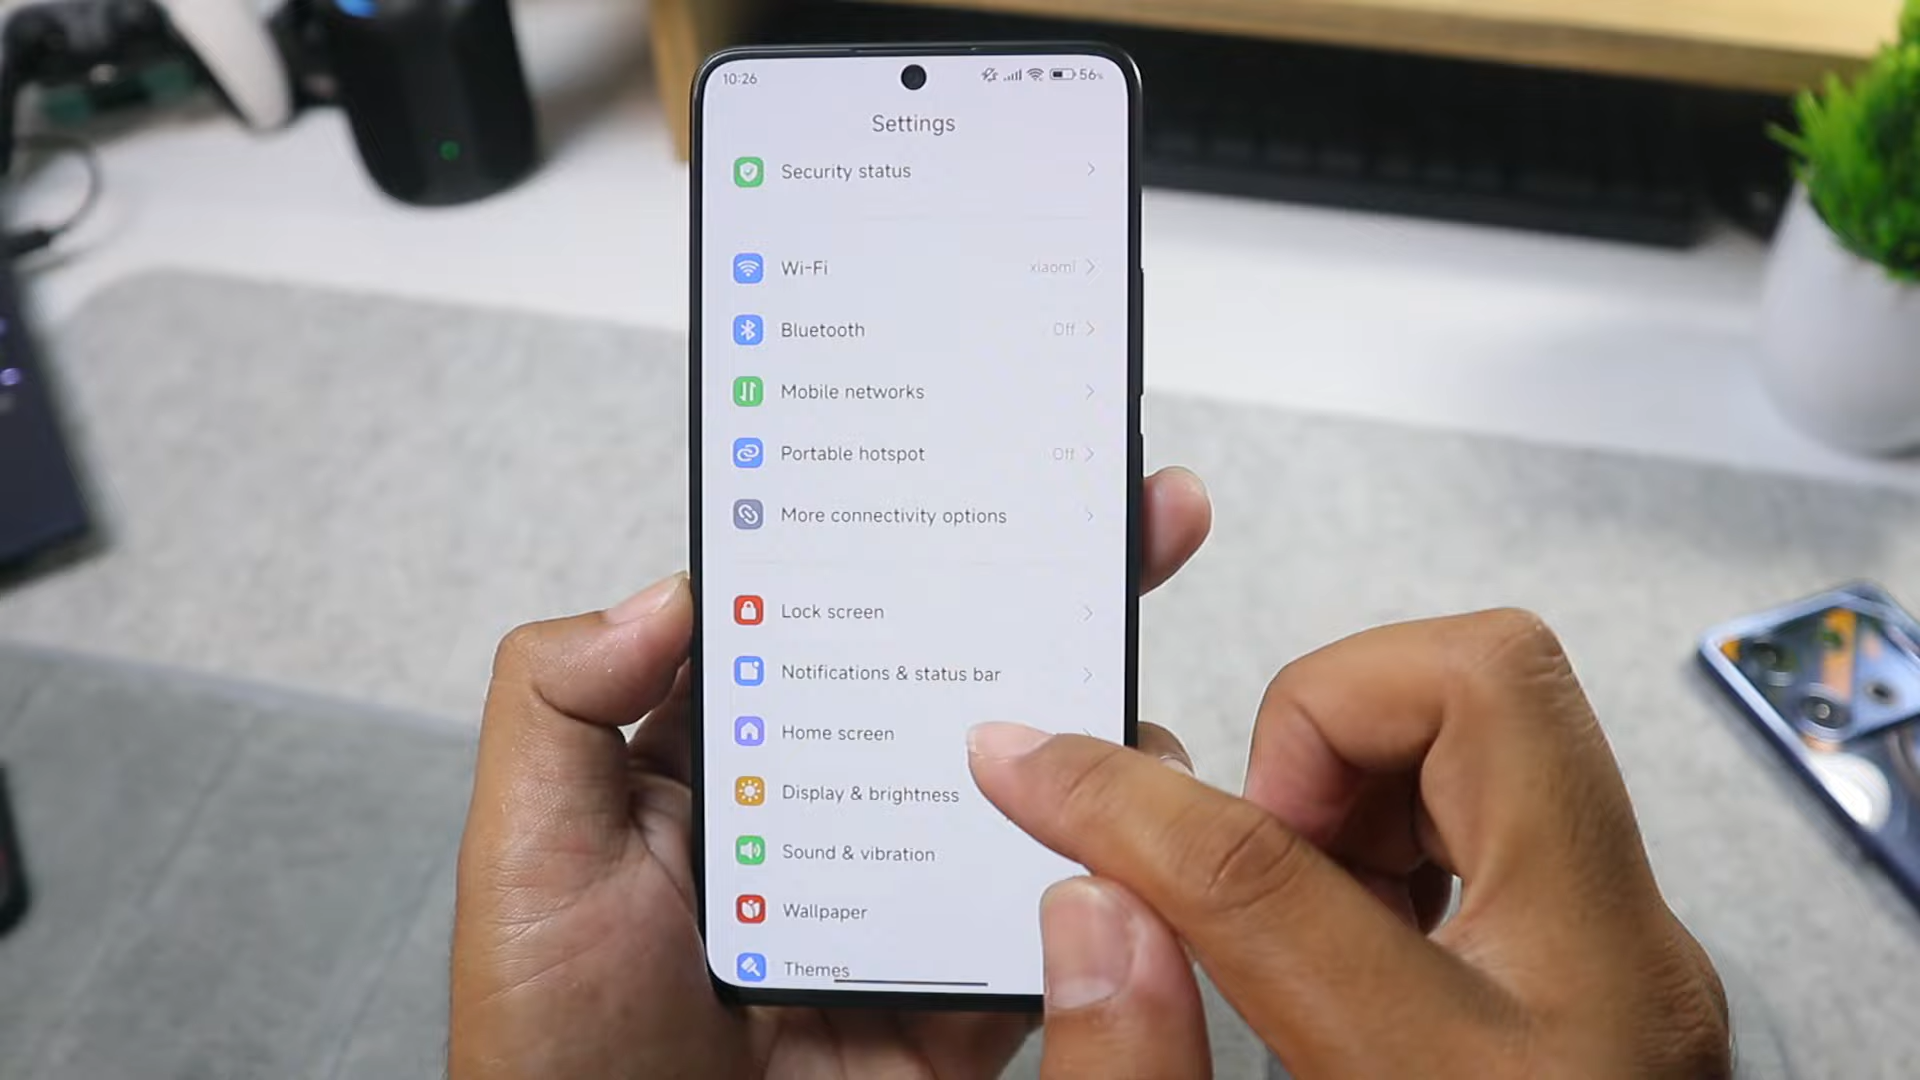 10:26 56%
Settings
Security status
Wi-Fi xiaomi
Bluetooth Off
Mobile networks
Portable hotspot Off
More connectivity options
Lock screen
Notifications & status bar
Home screen
Display & brightness
Sound & vibration
Wallpaper
Themes